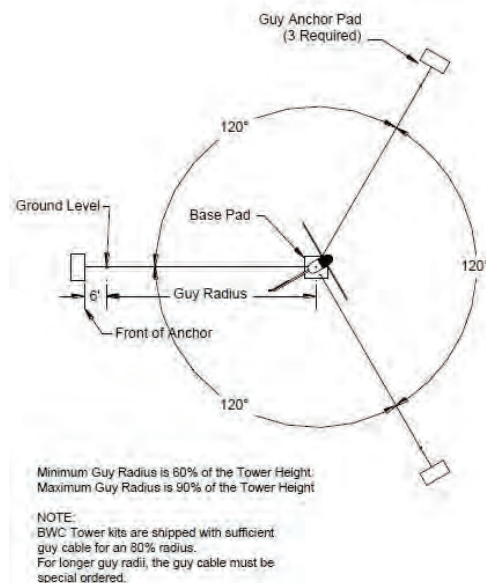 Guy Anchor Pad
(3 Required)
120°
120°
Ground Level
Base Pad
120°
6'
Guy Radius
Front of Anchor
Minimum Guy Radius is 60% of the Tower Height
Maximum Guy Radius is 90% of the Tower Height
NOTE:
BWC Tower kits are shipped with sufficient
guy cable for an 80% radius.
For longer guy radii, the guy cable must be
special ordered.